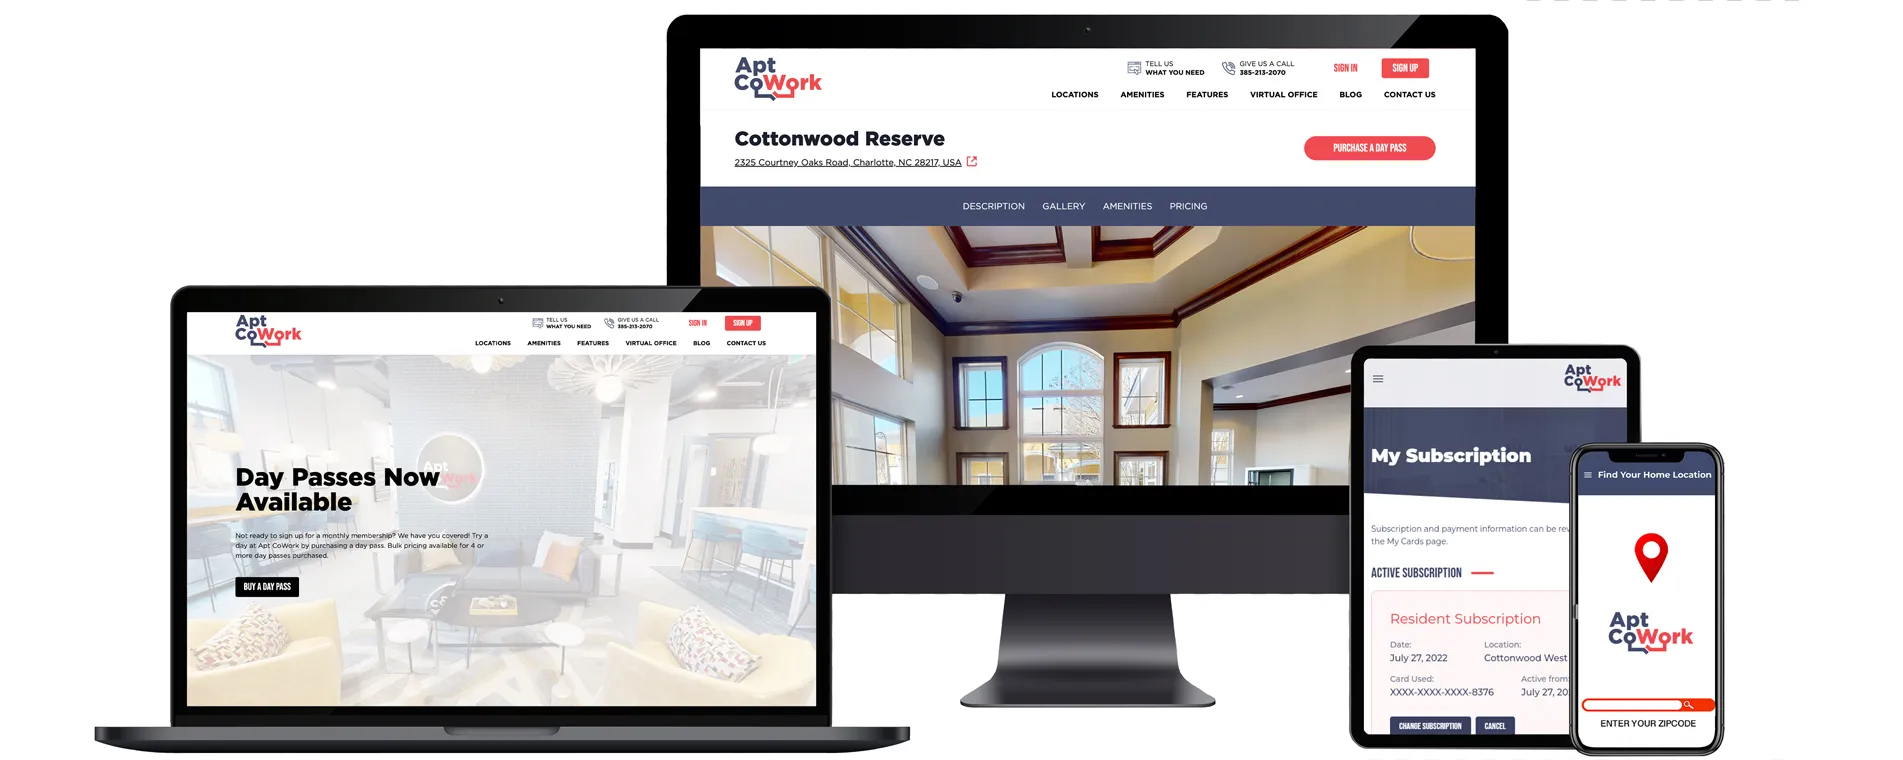 Apt
CoWork
TELL US
WHAT YOU NEED
GIVE US A CALL
385-213-2070
SIGN IN
SIGN UP
LOCATIONS
AMENITIES
FEATURES
VIRTUAL OFFICE
BLOG
CONTACT US
Cottonwood Reserve
2325 Courtney Oaks Road, Charlotte, NC 28217, USA
PURCHASE A DAY PASS
DESCRIPTION
GALLERY
AMENITIES
PRICING
Apt
CoWork
TELL US
WHAT YOU NEED
GIVE US A CALL
385-213-2070
SIGN IN
SIGN UP
LOCATIONS
AMENITIES
FEATURES
VIRTUAL OFFICE
BLOG
CONTACT US
Apt
CoWork
Day Passes Now
Available
Not ready to sign up for a monthly membership? We have you covered! Try a
day at Apt CoWork by purchasing a day pass. Bulk pricing available for 4 or
more day passes purchased.
BUY A DAY PASS
Apt
CoWork
My Subscription
Subscription and payment information can be rev
the My Cards page.
ACTIVE SUBSCRIPTION
Resident Subscription
Date:
July 27, 2022
Location:
Cottonwood West
Card Used:
XXXX-XXXX-XXXX-8376
Active from:
July 27, 20
CHANGE SUBSCRIPTION
CANCEL
Find Your Home Location
Apt
CoWork
ENTER YOUR ZIPCODE